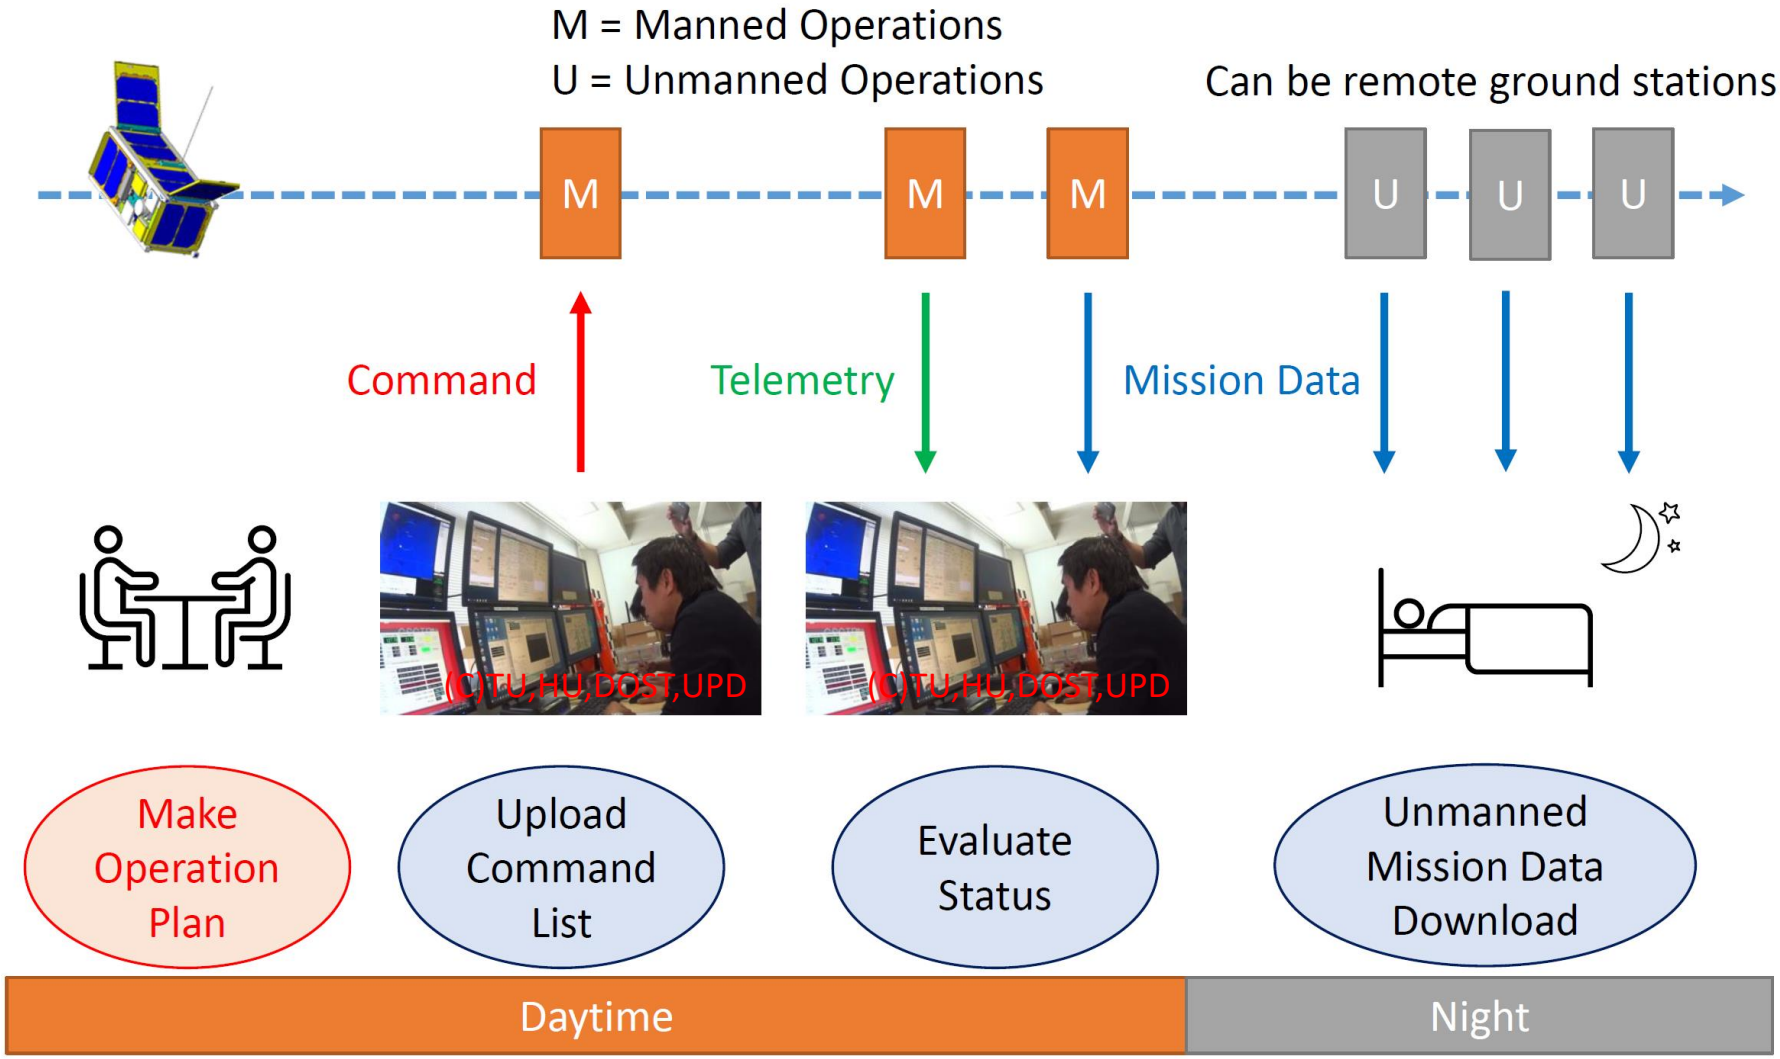 M = Manned Operations
U = Unmanned Operations
Can be remote ground stations
M
M
M
U
U
U
Command
Telemetry
Mission Data
(C)TU,HU,DOST,UPD
(C)TU,HU,DOST,UPD
Make
Operation
Plan
Upload
Command
List
Evaluate
Status
Unmanned
Mission Data
Download
Daytime
Night